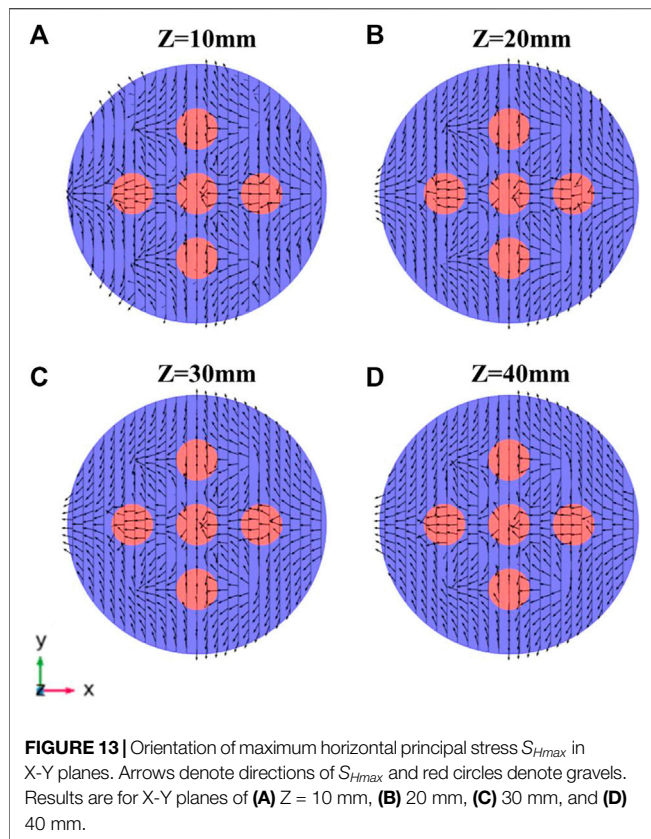 A
Z=10mm
B
Z=20mm
C
Z=30mm
D
Z=40mm
y
z
x
FIGURE 13 | Orientation of maximum horizontal principal stress SHmax in
X-Y planes. Arrows denote directions of SHmax and red circles denote gravels.
Results are for X-Y planes of (A) Z = 10 mm, (B) 20 mm, (C) 30 mm, and (D)
40 mm.